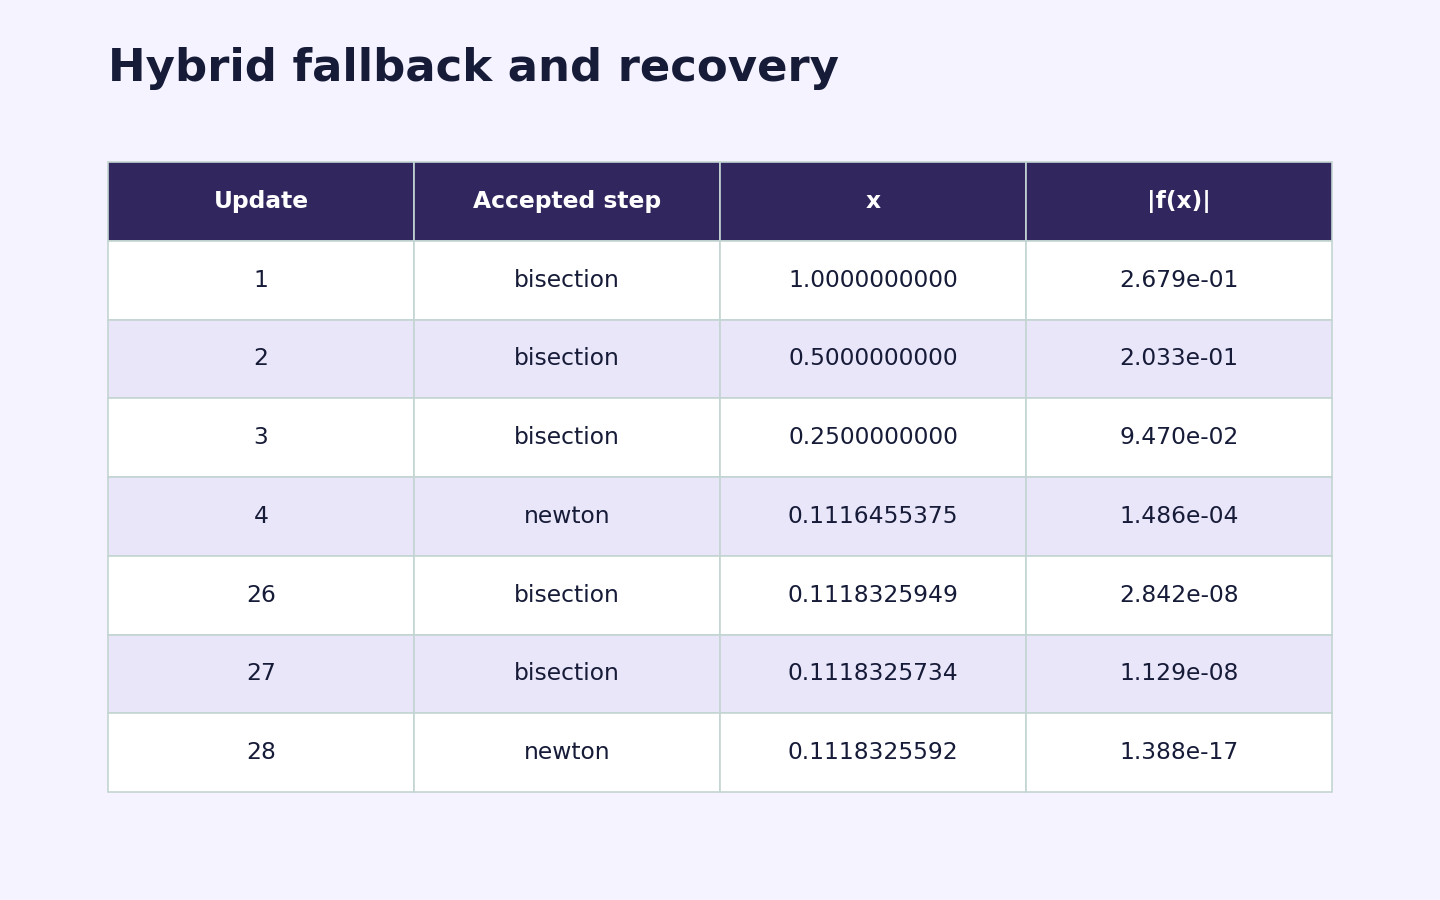 Hybrid fallback and recovery
Update Accepted step x |f(x)|
1 bisection 1.0000000000 2.679e-01
2 bisection 0.5000000000 2.033e-01
3 bisection 0.2500000000 9.470e-02
4 newton 0.1116455375 1.486e-04
26 bisection 0.1118325949 2.842e-08
27 bisection 0.1118325734 1.129e-08
28 newton 0.1118325592 1.388e-17